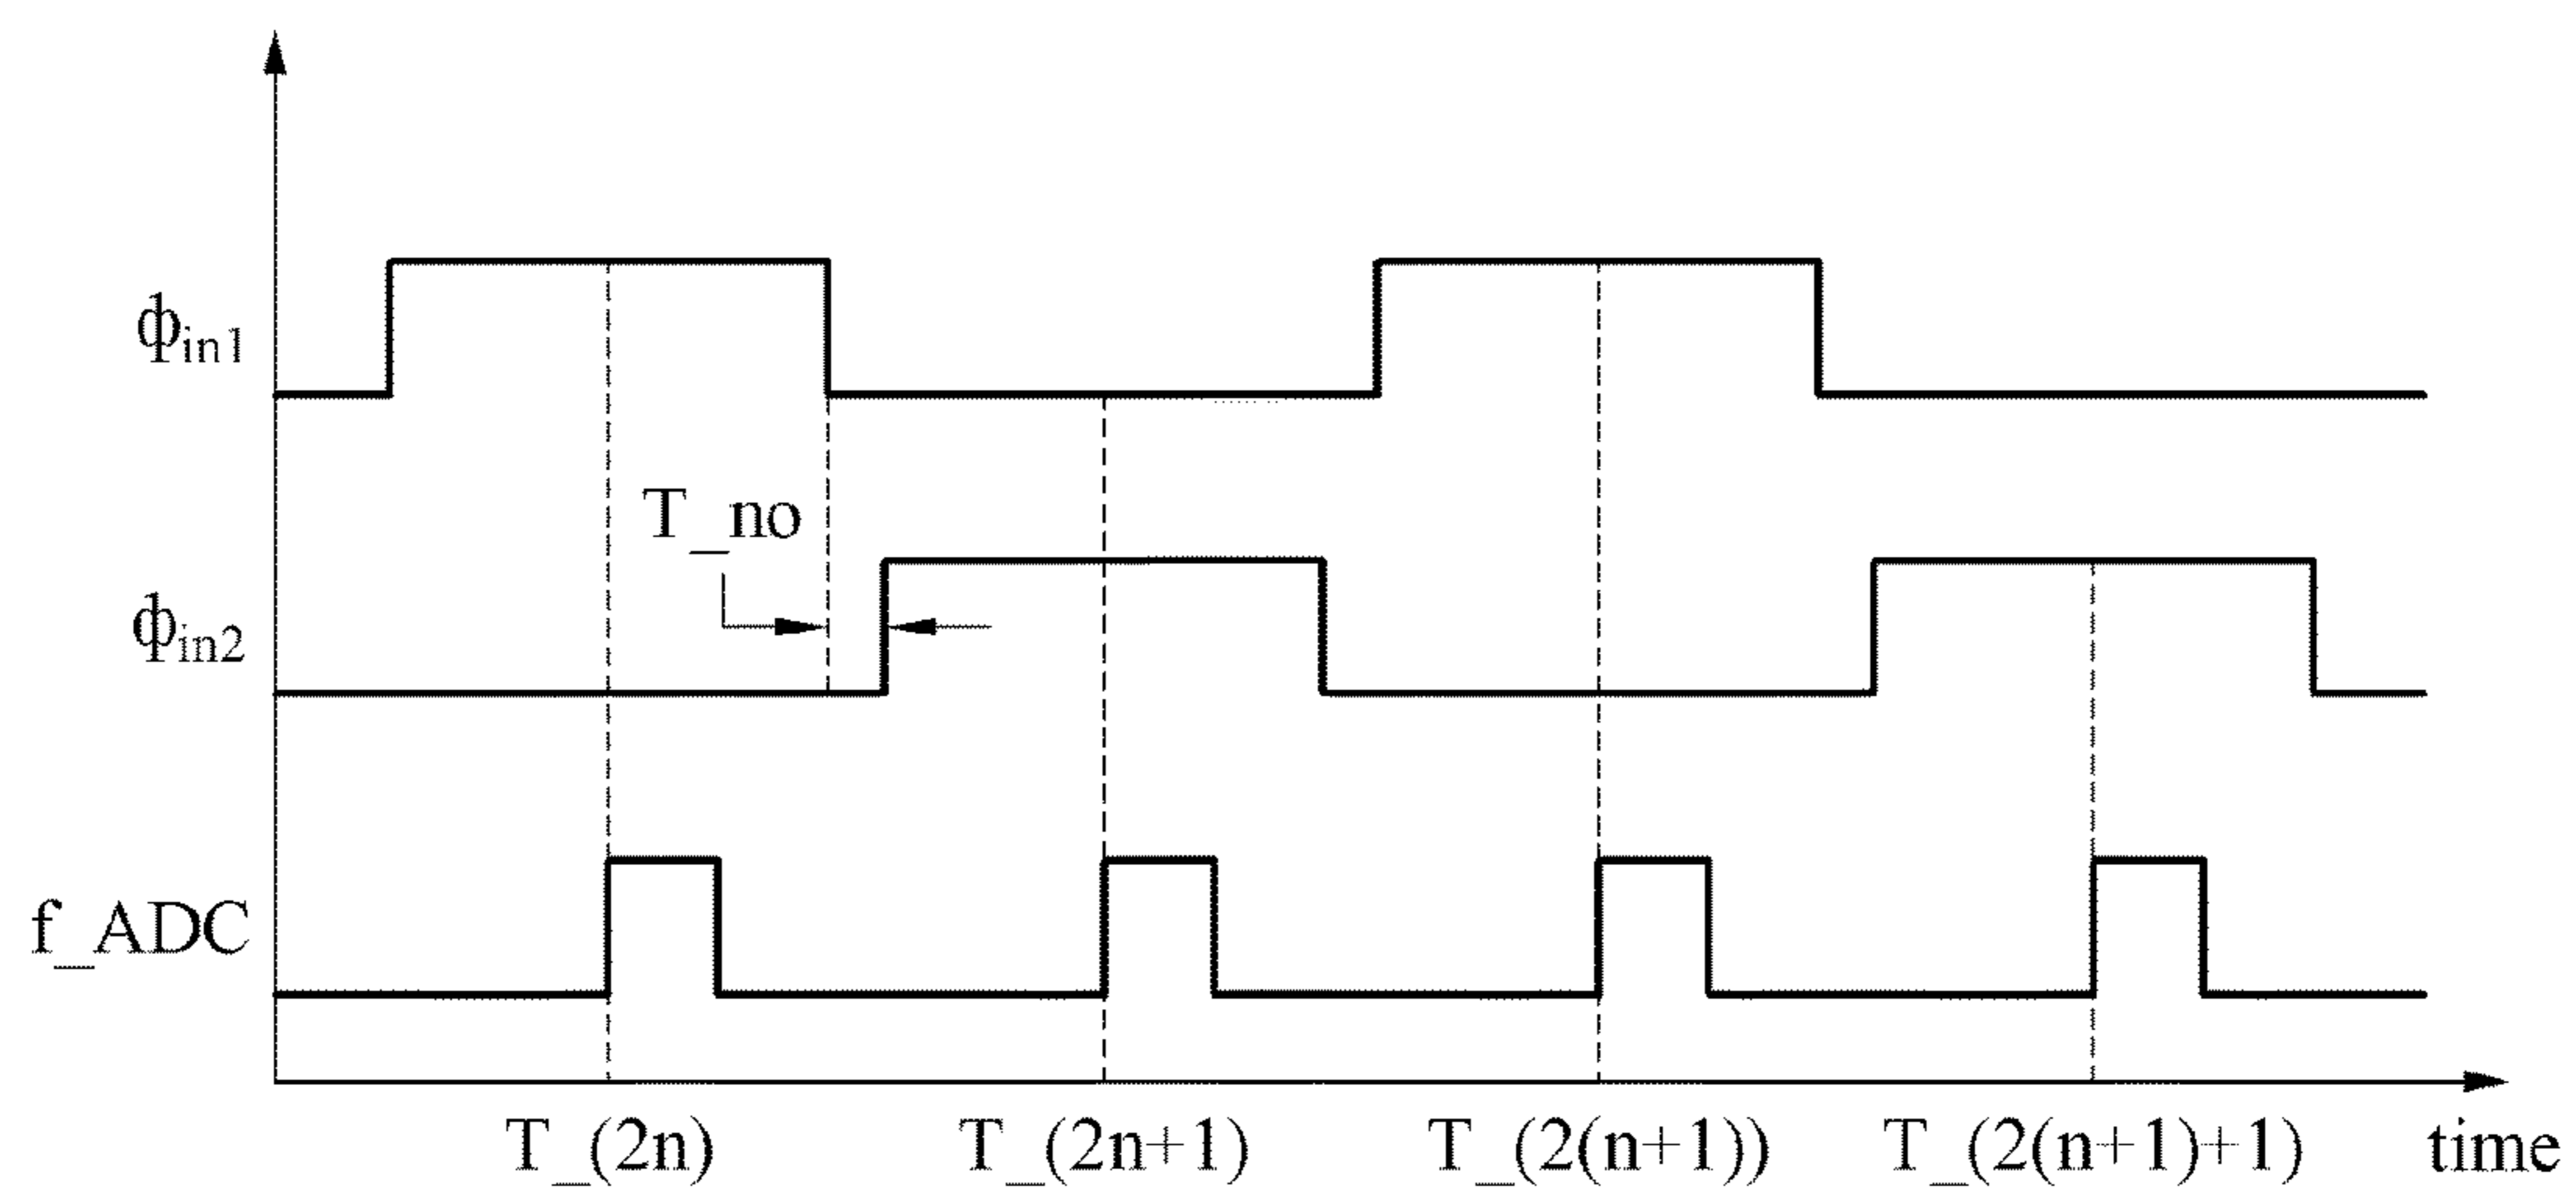 ϕin1
T_no
ϕin2
f_ADC
T_(2n) T_(2n+1) T_(2(n+1)) T_(2(n+1)+1) time